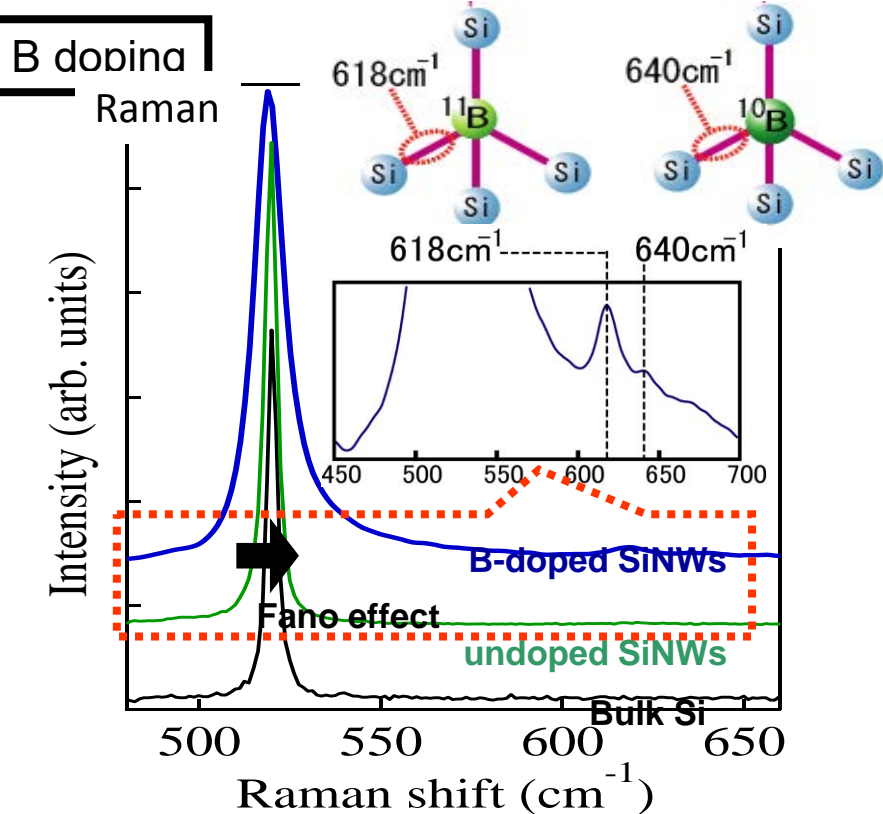 B doping
Raman
618cm⁻¹
Si
¹¹B
Si
Si
Si
640cm⁻¹
Si
¹⁰B
Si
Si
Si
618cm⁻¹
640cm⁻¹
450 500 550 600 650 700
Intensity (arb. units)
B-doped SiNWs
Fano effect
undoped SiNWs
Bulk Si
500 550 600 650
Raman shift (cm⁻¹)